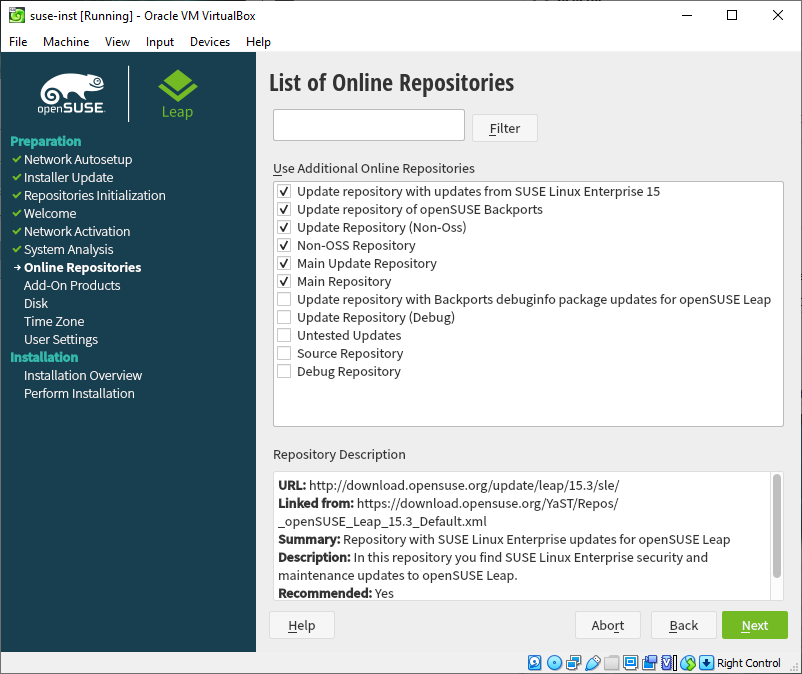 suse-inst [Running] - Oracle VM VirtualBox
File Machine View Input Devices Help
openSUSE.
Leap
Preparation
Network Autosetup
Installer Update
Repositories Initialization
Welcome
Network Activation
System Analysis
Online Repositories
Add-On Products
Disk
Time Zone
User Settings
Installation
Installation Overview
Perform Installation
List of Online Repositories
Filter
Use Additional Online Repositories
Update repository with updates from SUSE Linux Enterprise 15
Update repository of openSUSE Backports
Update Repository (Non-Oss)
Non-OSS Repository
Main Update Repository
Main Repository
Update repository with Backports debuginfo package updates for openSUSE Leap
Update Repository (Debug)
Untested Updates
Source Repository
Debug Repository
Repository Description
URL: http://download.opensuse.org/update/leap/15.3/sle/
Linked from: https://download.opensuse.org/YaST/Repos/
_openSUSE_Leap_15.3_Default.xml
Summary: Repository with SUSE Linux Enterprise updates for openSUSE Leap
Description: In this repository you find SUSE Linux Enterprise security and
maintenance updates to openSUSE Leap.
Recommended: Yes
Help Abort Back Next
Right Control